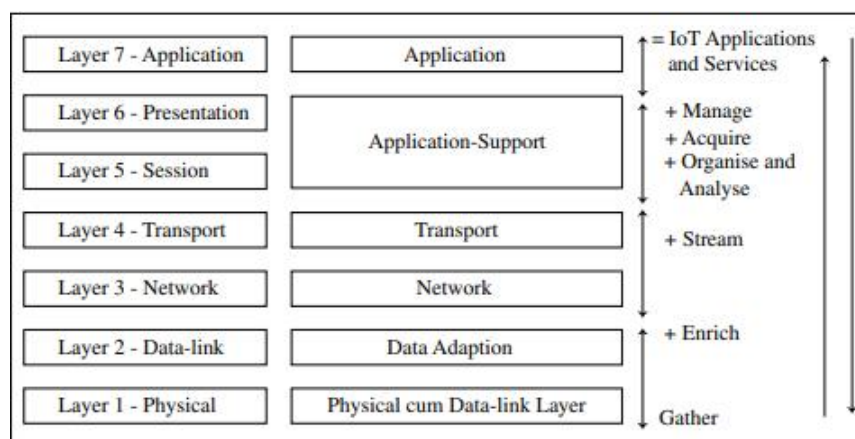 Layer 7 - Application
Application
= IoT Applications
and Services
Layer 6 - Presentation
Application-Support
+ Manage
+ Acquire
+ Organise and
Analyse
Layer 5 - Session
Layer 4 - Transport
Transport
+ Stream
Layer 3 - Network
Network
Layer 2 - Data-link
Data Adaption
+ Enrich
Layer 1 - Physical
Physical cum Data-link Layer
Gather